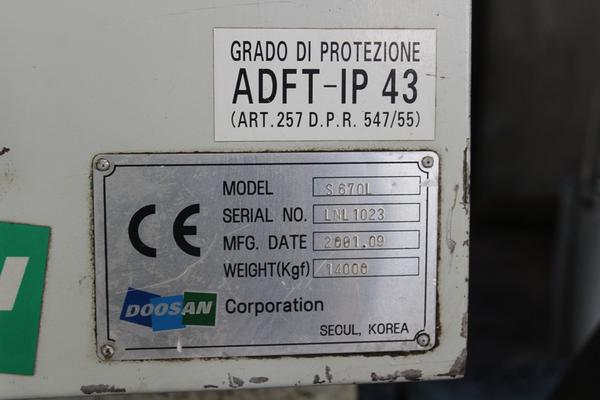 GRADO DI PROTEZIONE
ADFT-IP 43
(ART.257 D.P.R. 547/55)
CE
MODEL S 670L
SERIAL NO. LNL1023
MFG. DATE 2001.09
WEIGHT(Kgf) 14000
DOOSAN Corporation
SEOUL, KOREA